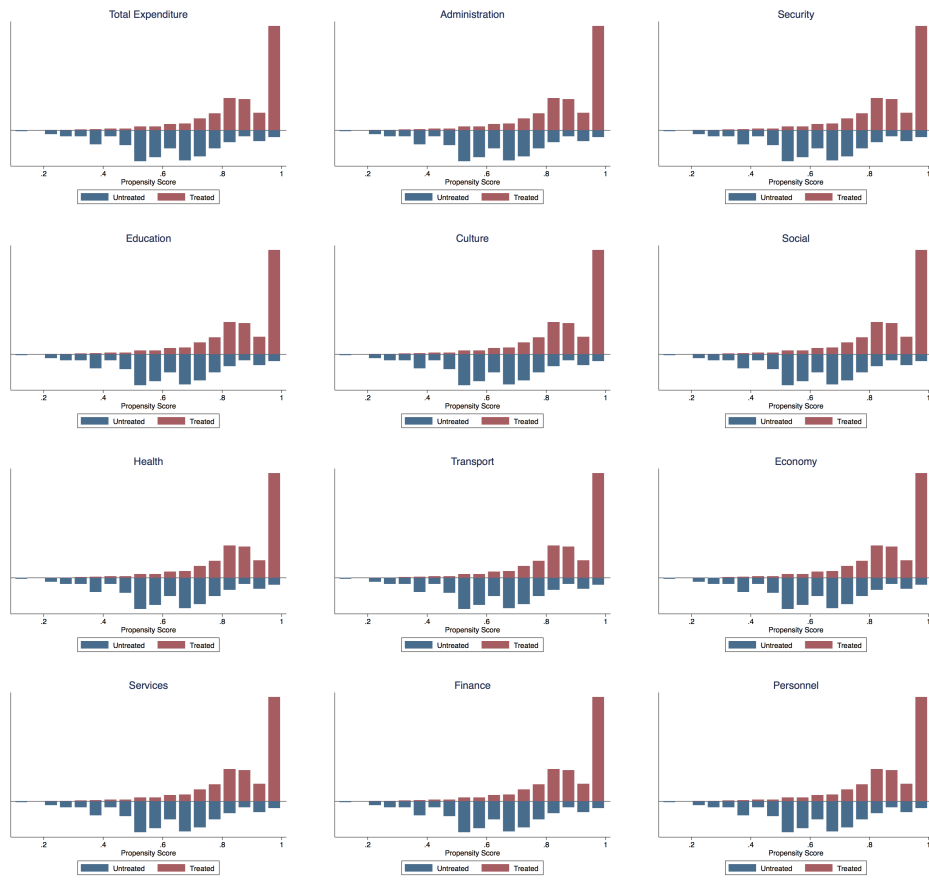 Total Expenditure
.2 .4 .6 .8 1
Propensity Score
Untreated Treated
Administration
.2 .4 .6 .8 1
Propensity Score
Untreated Treated
Security
.2 .4 .6 .8 1
Propensity Score
Untreated Treated
Education
.2 .4 .6 .8 1
Propensity Score
Untreated Treated
Culture
.2 .4 .6 .8 1
Propensity Score
Untreated Treated
Social
.2 .4 .6 .8 1
Propensity Score
Untreated Treated
Health
.2 .4 .6 .8 1
Propensity Score
Untreated Treated
Transport
.2 .4 .6 .8 1
Propensity Score
Untreated Treated
Economy
.2 .4 .6 .8 1
Propensity Score
Untreated Treated
Services
.2 .4 .6 .8 1
Propensity Score
Untreated Treated
Finance
.2 .4 .6 .8 1
Propensity Score
Untreated Treated
Personnel
.2 .4 .6 .8 1
Propensity Score
Untreated Treated